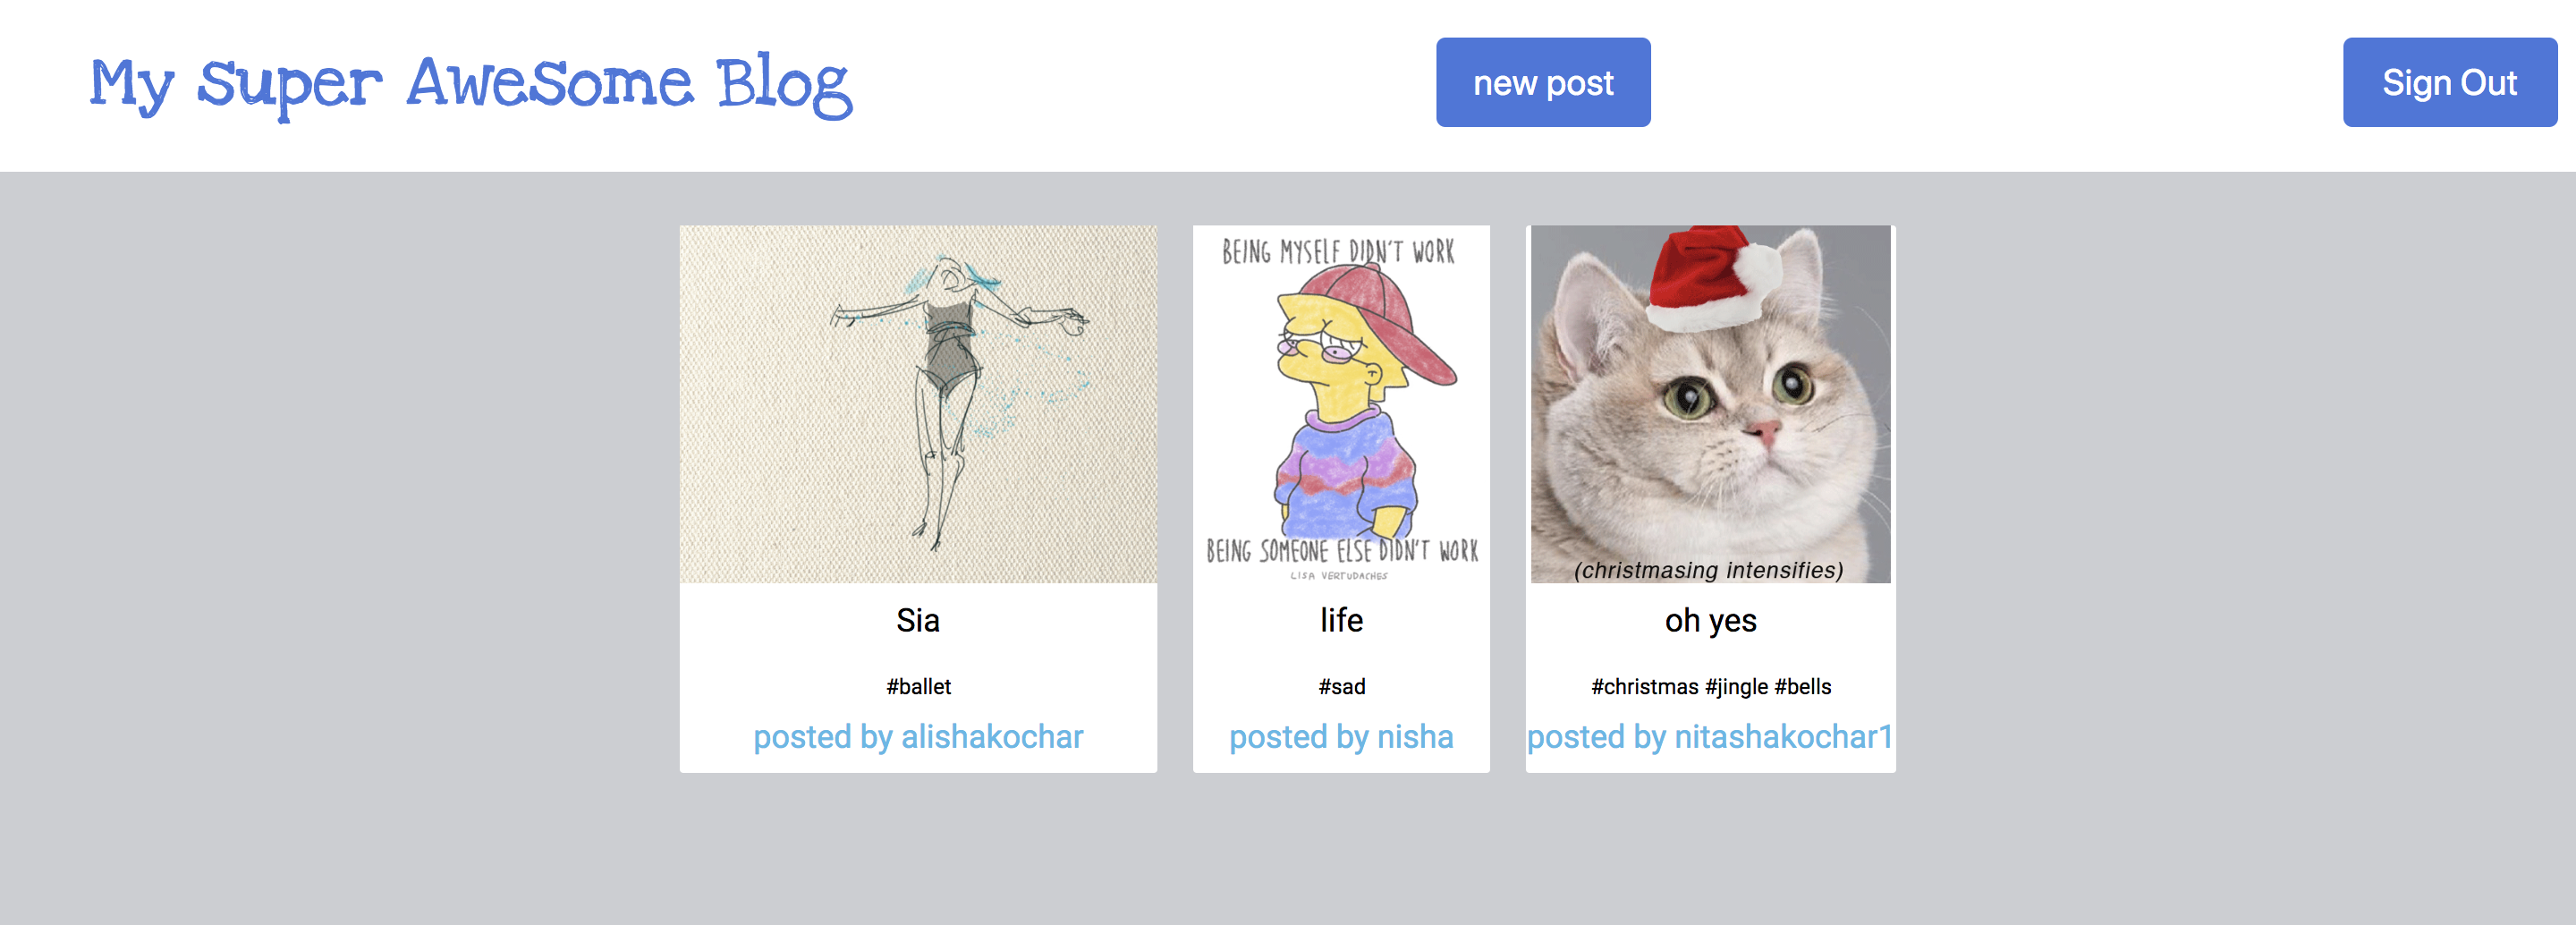 My Super Awesome Blog
new post
Sign Out
BEING MYSELF DIDN'T WORK
BEING SOMEONE ELSE DIDN'T WORK
LISA VERTUDACHES
(christmasing intensifies)
Sia
life
oh yes
#ballet
#sad
#christmas #jingle #bells
posted by alishakochar
posted by nisha
posted by nitashakochar1